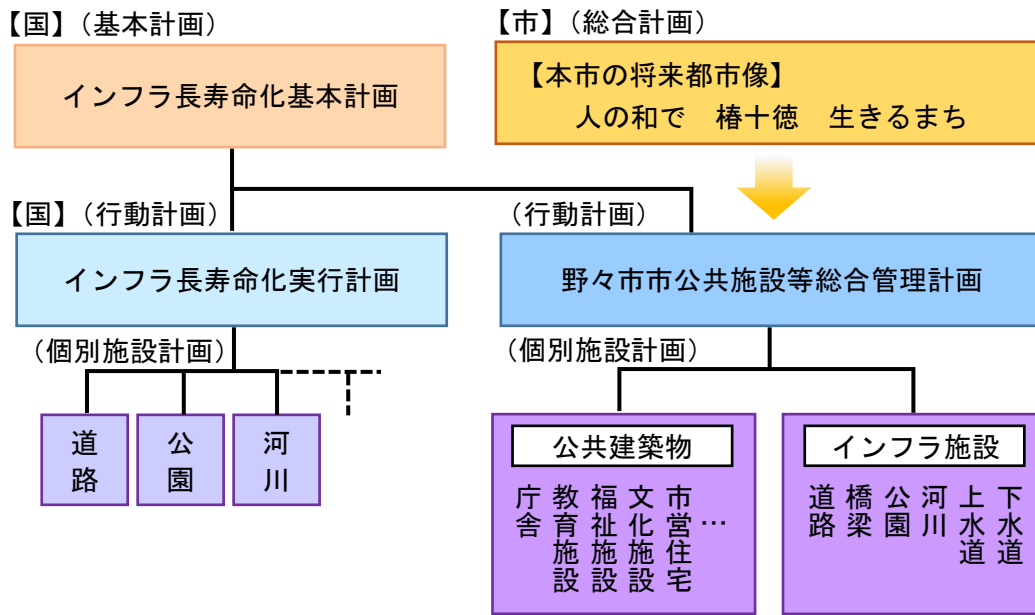 【国】（基本計画）
インフラ長寿命化基本計画
【市】（総合計画）
【本市の将来都市像】
人の和で　椿十徳　生きるまち
【国】（行動計画）
インフラ長寿命化実行計画
（行動計画）
野々市市公共施設等総合管理計画
（個別施設計画）
道路
公園
河川
（個別施設計画）
公共建築物
庁舎
教育施設
福祉施設
文化施設
市営住宅
…
インフラ施設
道路
橋梁
公園
河川
上水道
下水道